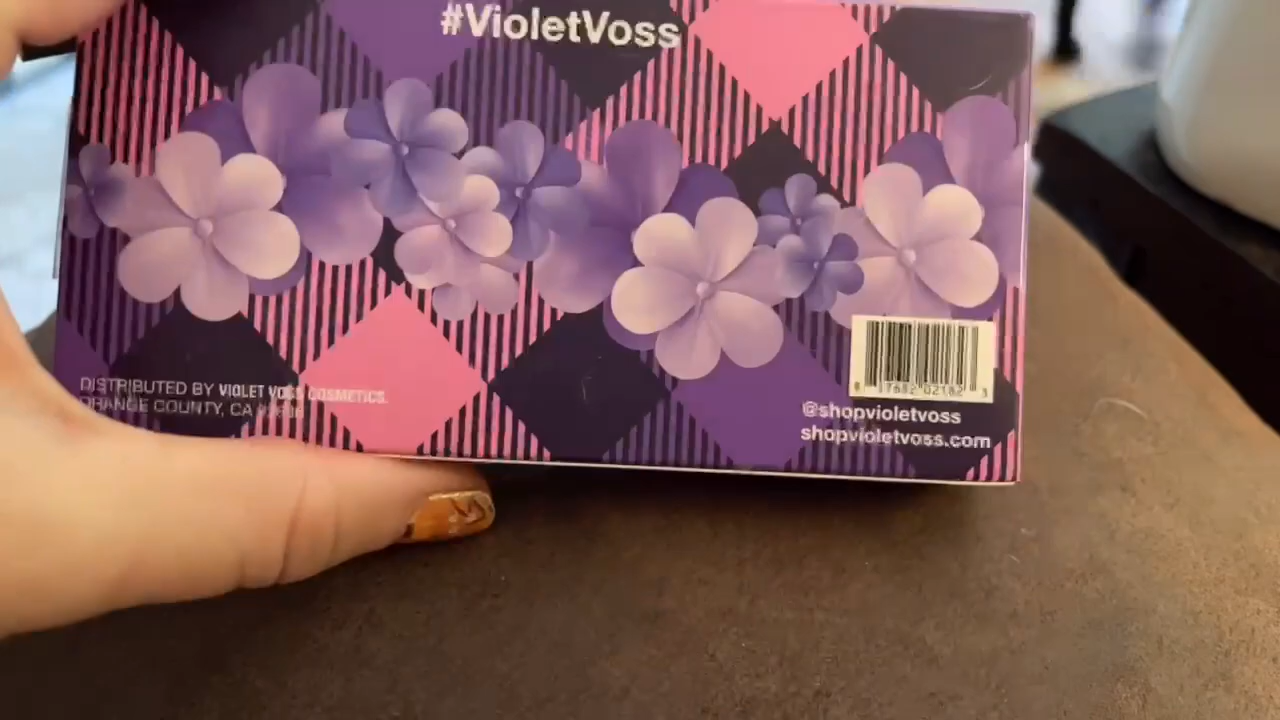 #VioletVoss
DISTRIBUTED BY VIOLET VOSS COSMETICS.
ORANGE COUNTY, CA
@shopvioletvoss
shopvioletvoss.com